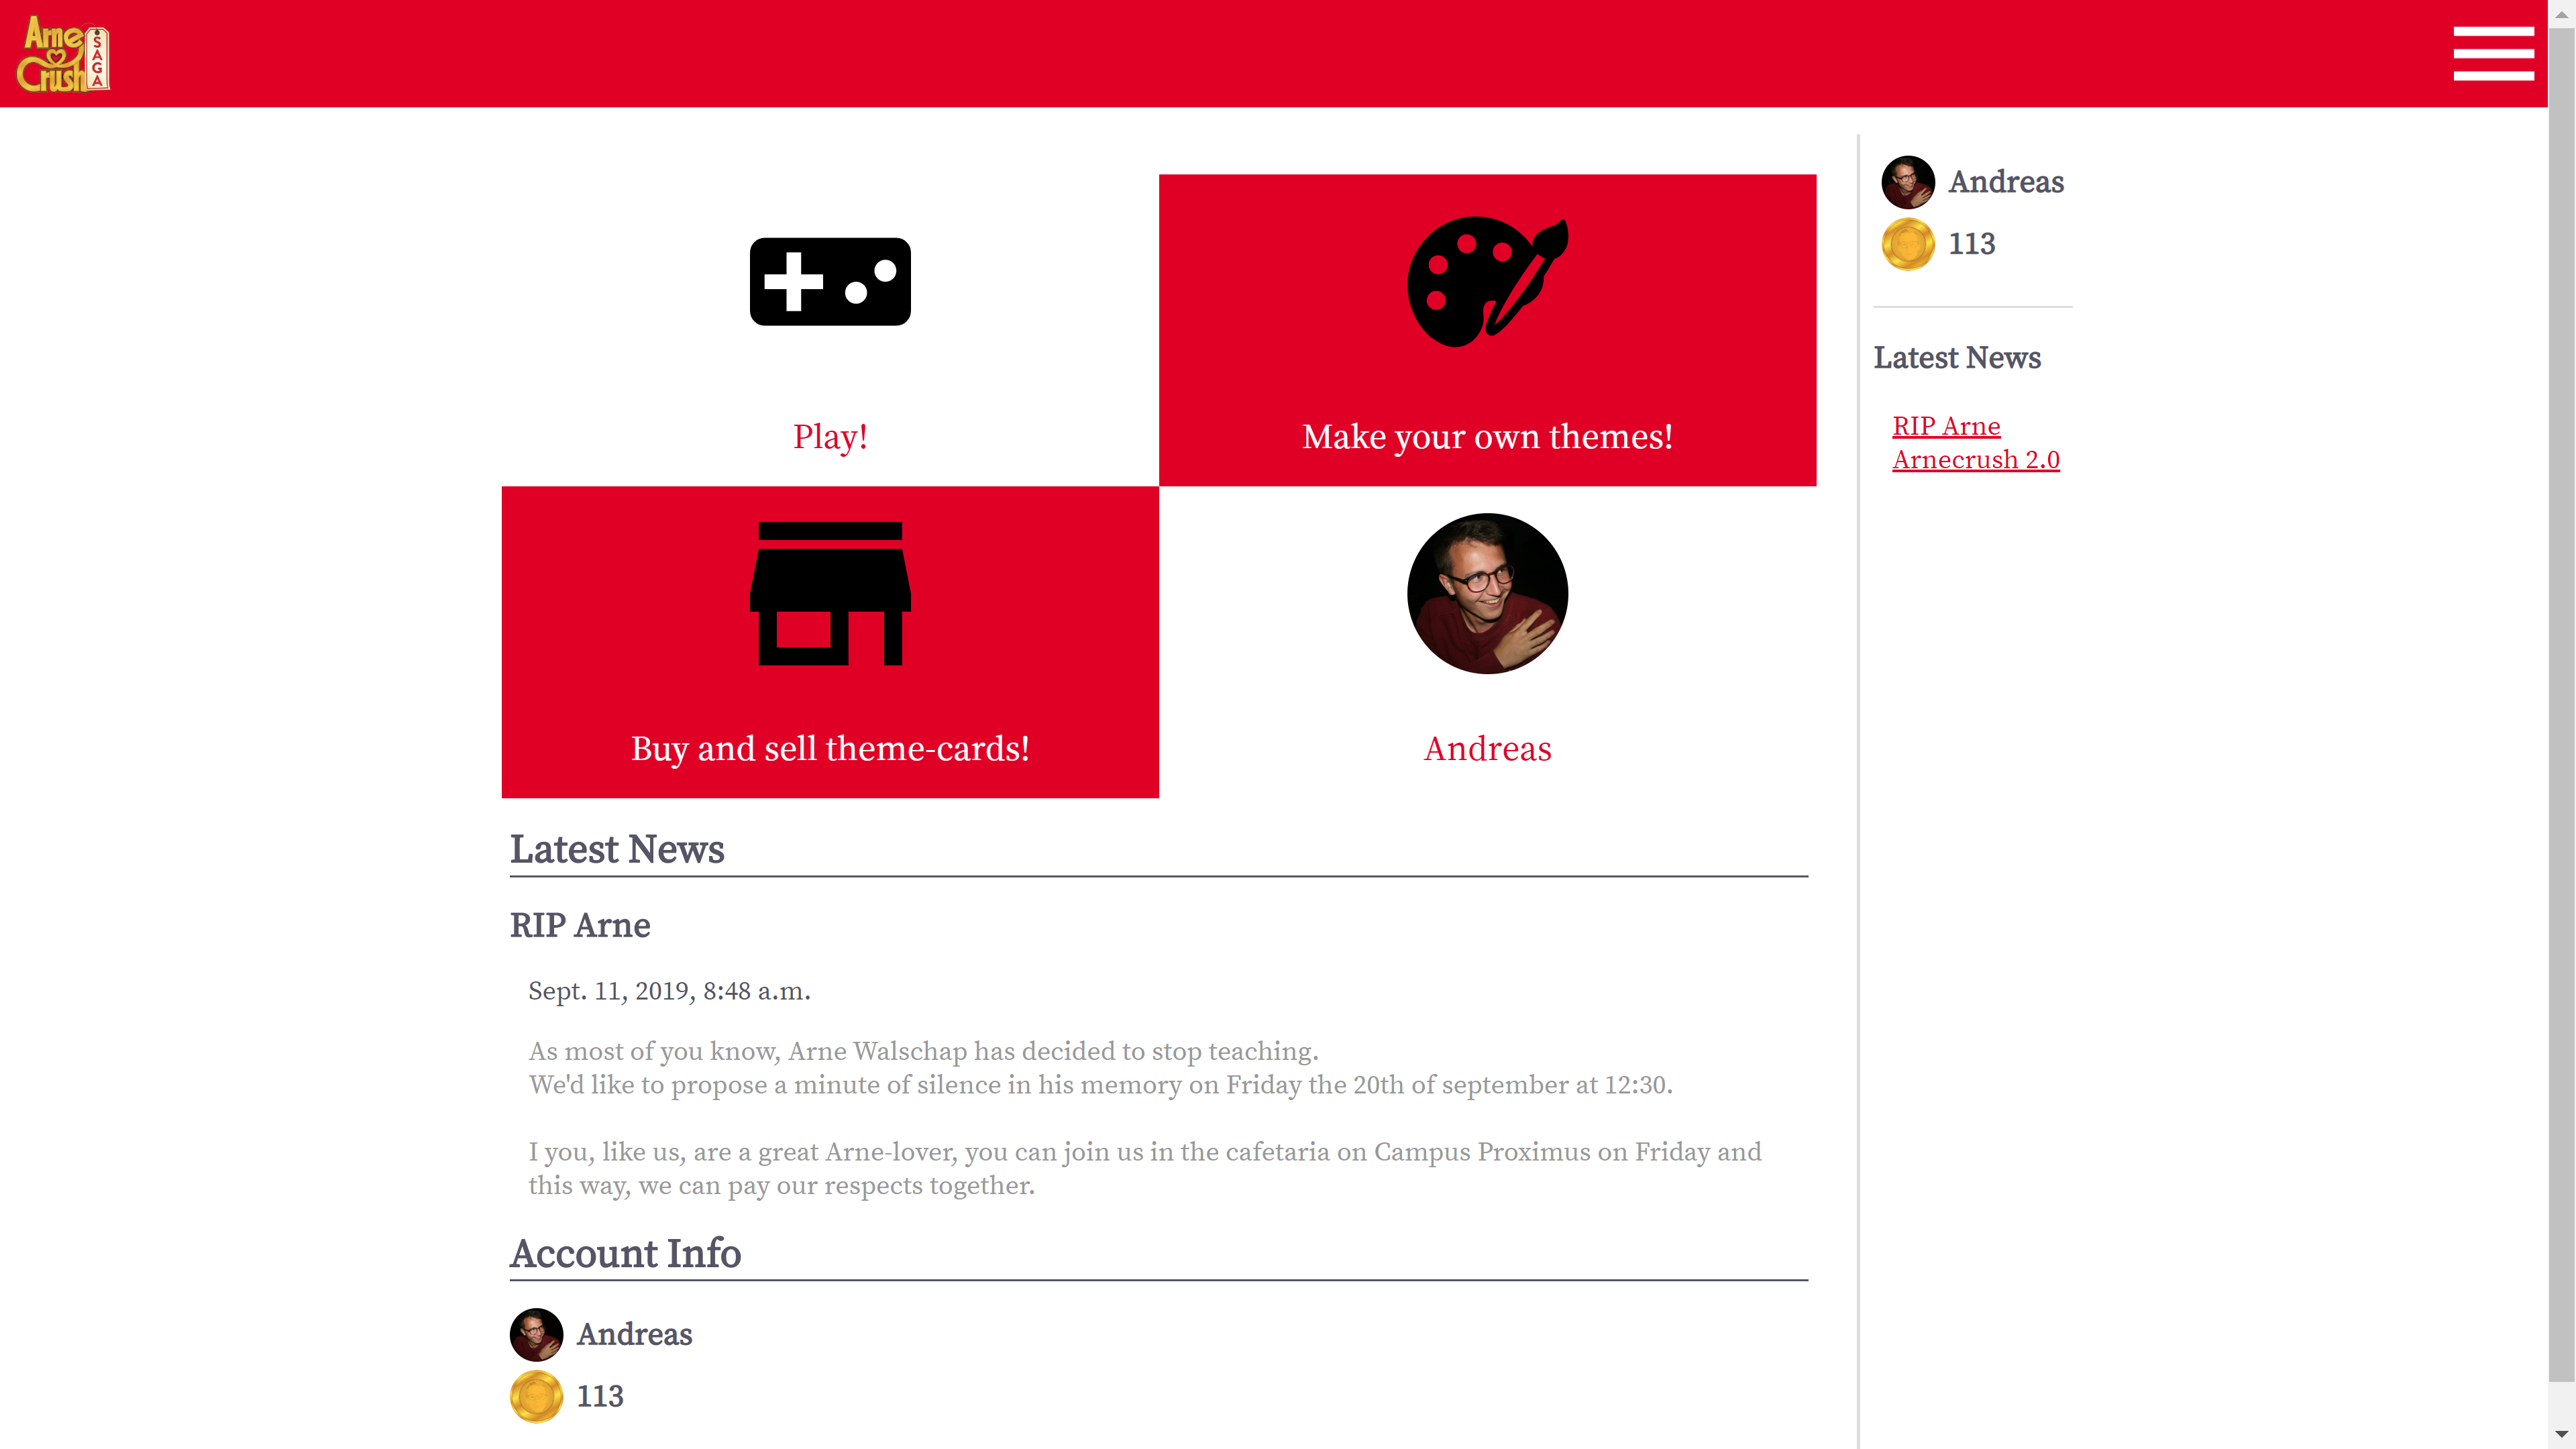 Arne
Crush
SAGA
Play!
Make your own themes!
Buy and sell theme-cards!
Andreas
Latest News
RIP Arne
Sept. 11, 2019, 8:48 a.m.
As most of you know, Arne Walschap has decided to stop teaching.
We'd like to propose a minute of silence in his memory on Friday the 20th of september at 12:30.
I you, like us, are a great Arne-lover, you can join us in the cafetaria on Campus Proximus on Friday and
this way, we can pay our respects together.
Account Info
Andreas
113
Andreas
113
Latest News
RIP Arne
Arnecrush 2.0